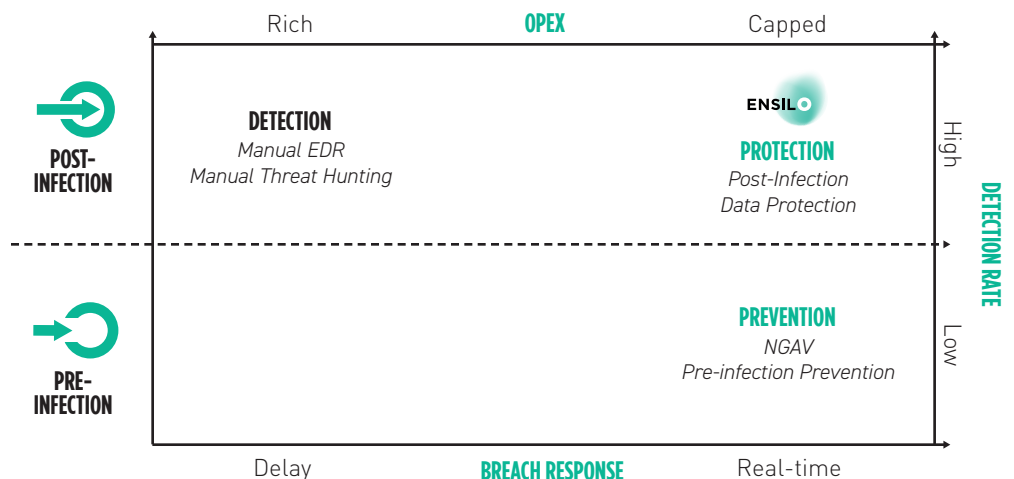 Rich
OPEX
Capped
POST-
INFECTION
DETECTION
Manual EDR
Manual Threat Hunting
ENSILO
PROTECTION
Post-Infection
Data Protection
High
DETECTION RATE
PRE-
INFECTION
PREVENTION
NGAV
Pre-infection Prevention
Low
Delay
BREACH RESPONSE
Real-time